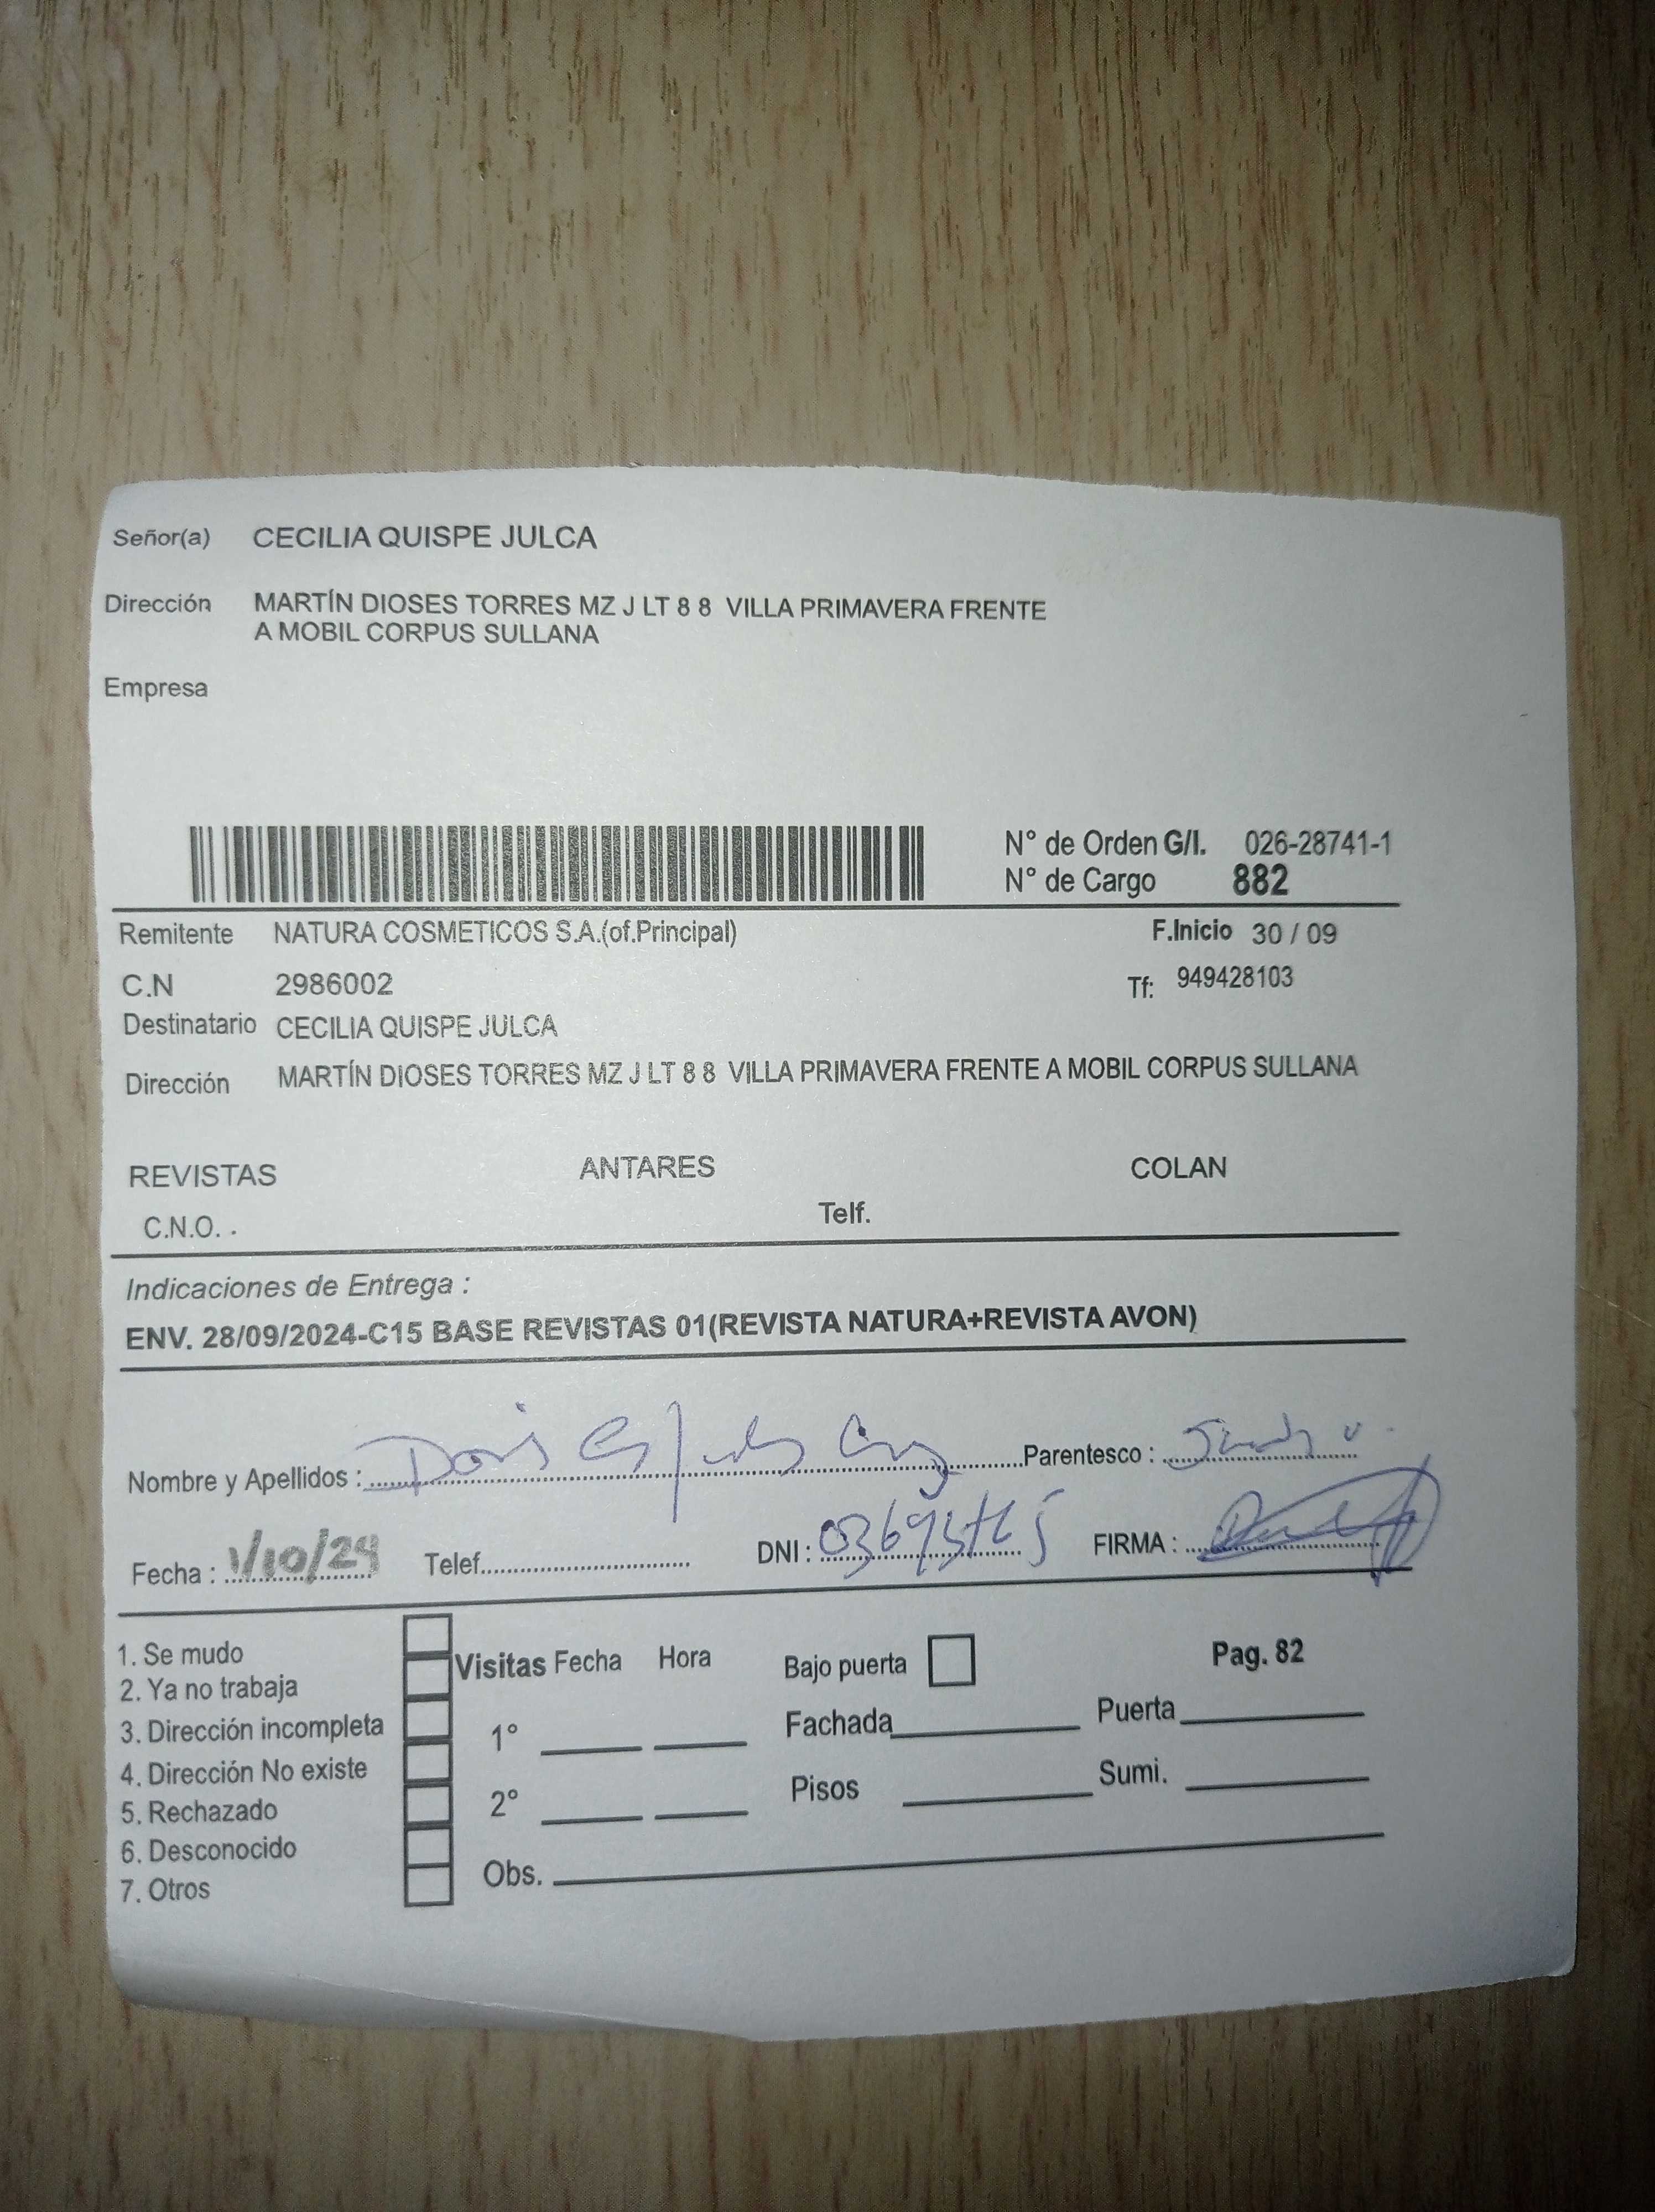 Señor(a) CECILIA QUISPE JULCA
Dirección MARTÍN DIOSES TORRES MZ J LT 8 8 VILLA PRIMAVERA FRENTE
A MOBIL CORPUS SULLANA
Empresa
N° de Orden G/I. 026-28741-1
N° de Cargo 882
Remitente NATURA COSMETICOS S.A.(of.Principal) F.Inicio 30 / 09
C.N 2986002 Tf: 949428103
Destinatario CECILIA QUISPE JULCA
Dirección MARTÍN DIOSES TORRES MZ J LT 8 8 VILLA PRIMAVERA FRENTE A MOBIL CORPUS SULLANA
REVISTAS ANTARES COLAN
C.N.O. . Telf.
Indicaciones de Entrega :
ENV. 28/09/2024-C15 BASE REVISTAS 01(REVISTA NATURA+REVISTA AVON)
Nombre y Apellidos : Doris Parentesco :
Fecha : 1/10/24 Telef. DNI : FIRMA :
1. Se mudo
2. Ya no trabaja
3. Dirección incompleta
4. Dirección No existe
5. Rechazado
6. Desconocido
7. Otros
Visitas Fecha Hora
1°
2°
Obs.
Bajo puerta Pag. 82
Fachada Puerta
Pisos Sumi.